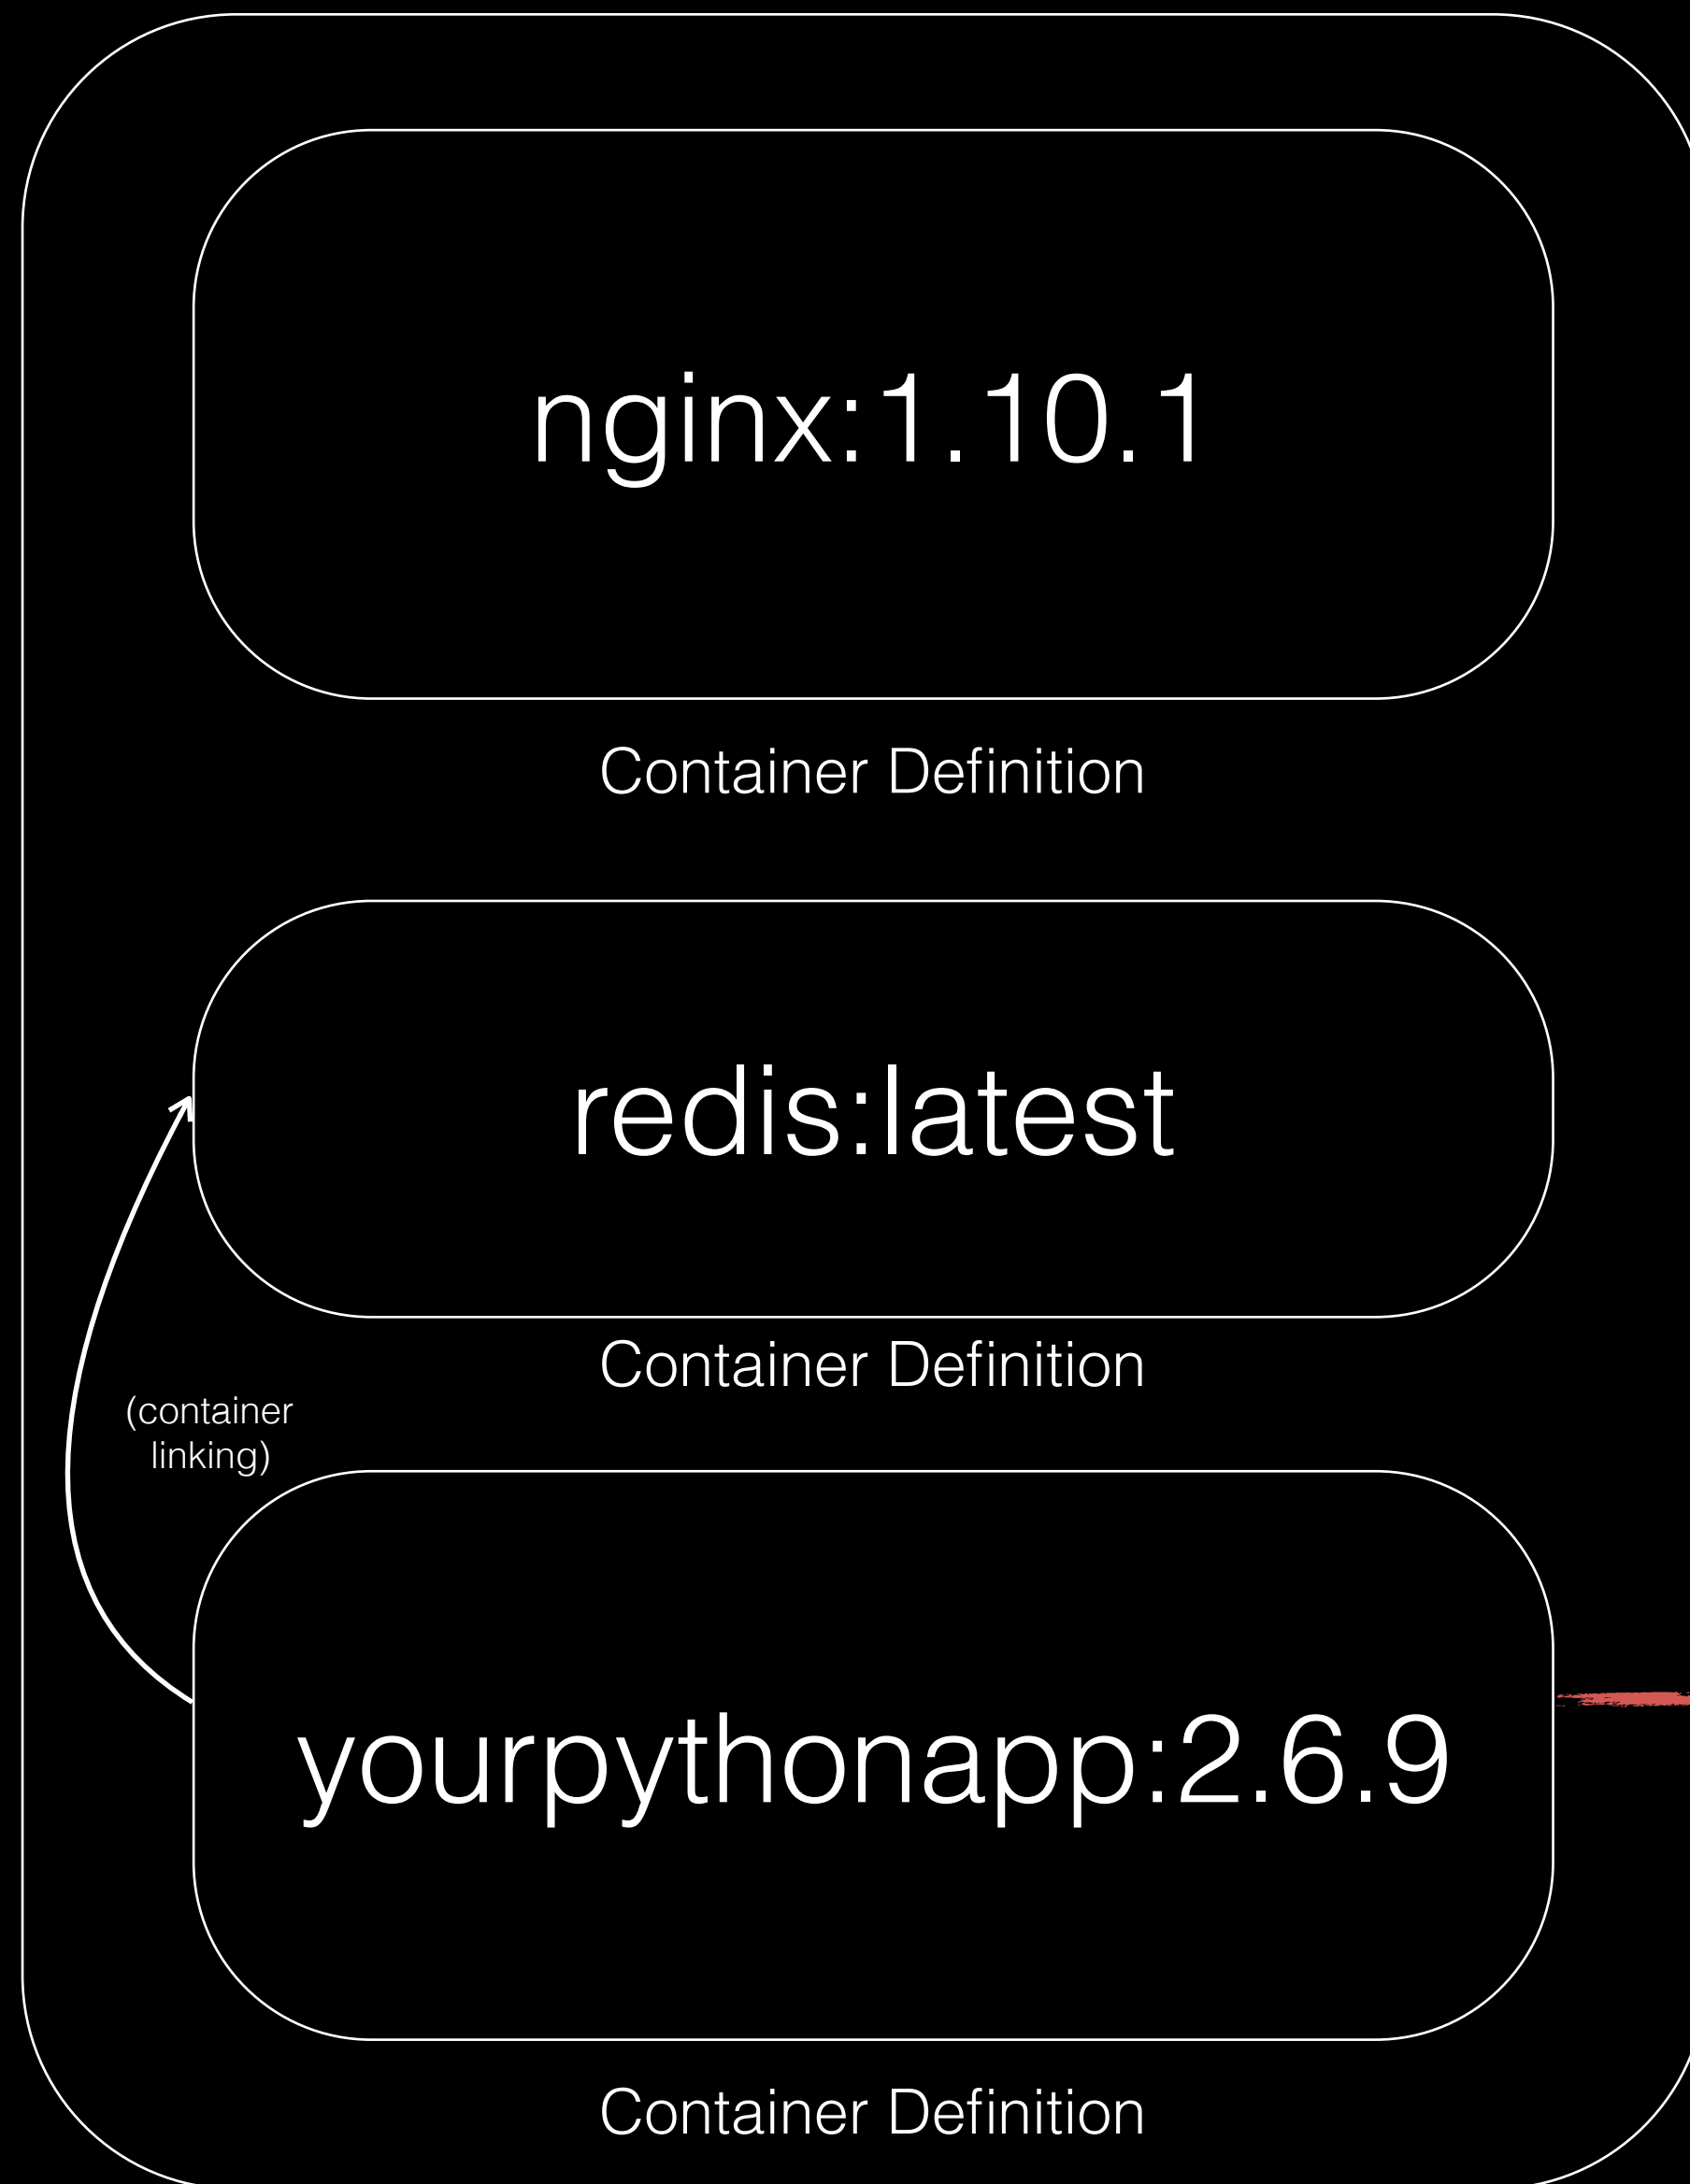 nginx:1.10.1
Container Definition
redis:latest
Container Definition
(container
linking)
yourpythonapp:2.6.9
Container Definition